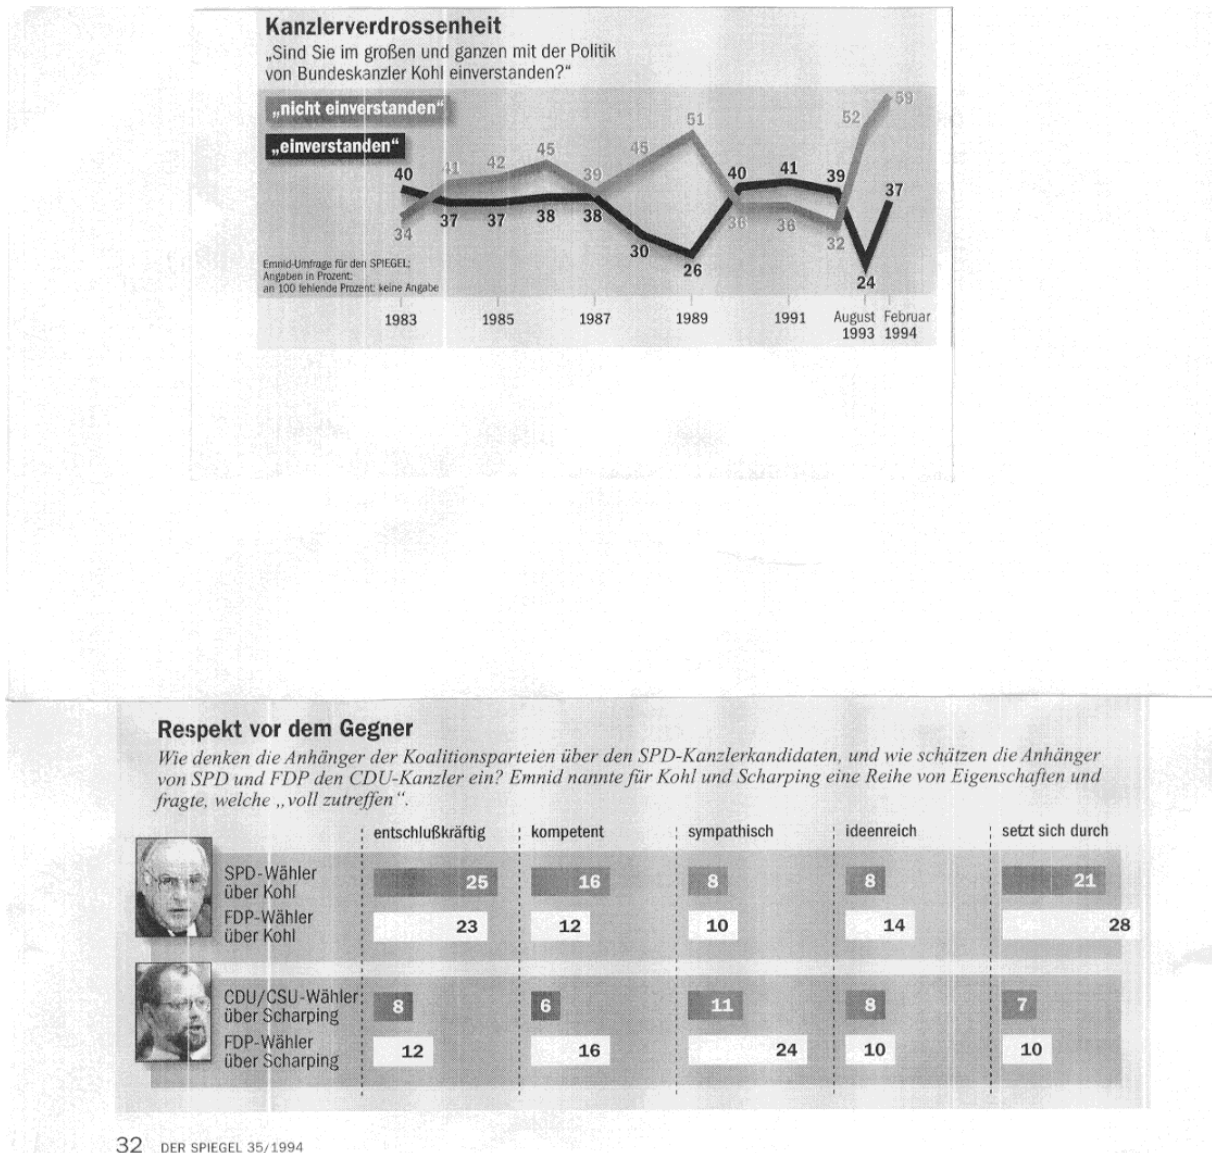 Kanzlerverdrossenheit
„Sind Sie im großen und ganzen mit der Politik
von Bundeskanzler Kohl einverstanden?“
„nicht einverstanden“
„einverstanden“
40 37 37 38 38 30 26 40 41 39 24 37
34 41 42 45 39 45 51 36 36 32 52 59
Emnid-Umfrage für den SPIEGEL;
Angaben in Prozent;
an 100 fehlende Prozent: keine Angabe
1983 1985 1987 1989 1991 August 1993 Februar 1994
Respekt vor dem Gegner
Wie denken die Anhänger der Koalitionsparteien über den SPD-Kanzlerkandidaten, und wie schätzen die Anhänger
von SPD und FDP den CDU-Kanzler ein? Emnid nannte für Kohl und Scharping eine Reihe von Eigenschaften und
fragte, welche „voll zutreffen“.
entschlußkräftig kompetent sympathisch ideenreich setzt sich durch
SPD-Wähler
über Kohl
25 16 8 8 21
FDP-Wähler
über Kohl
23 12 10 14 28
CDU/CSU-Wähler
über Scharping
8 6 11 8 7
FDP-Wähler
über Scharping
12 16 24 10 10
32 DER SPIEGEL 35/1994